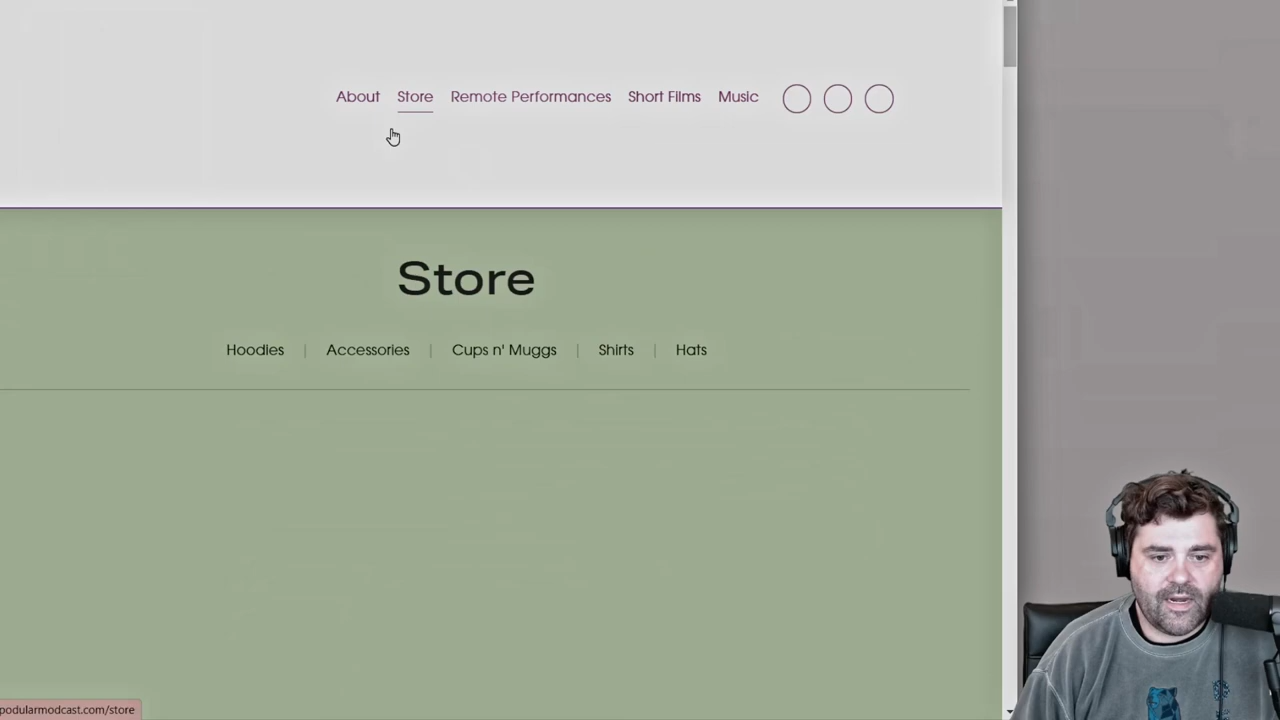 About Store Remote Performances Short Films Music
Store
Hoodies | Accessories | Cups n' Muggs | Shirts | Hats
podularmodcast.com/store